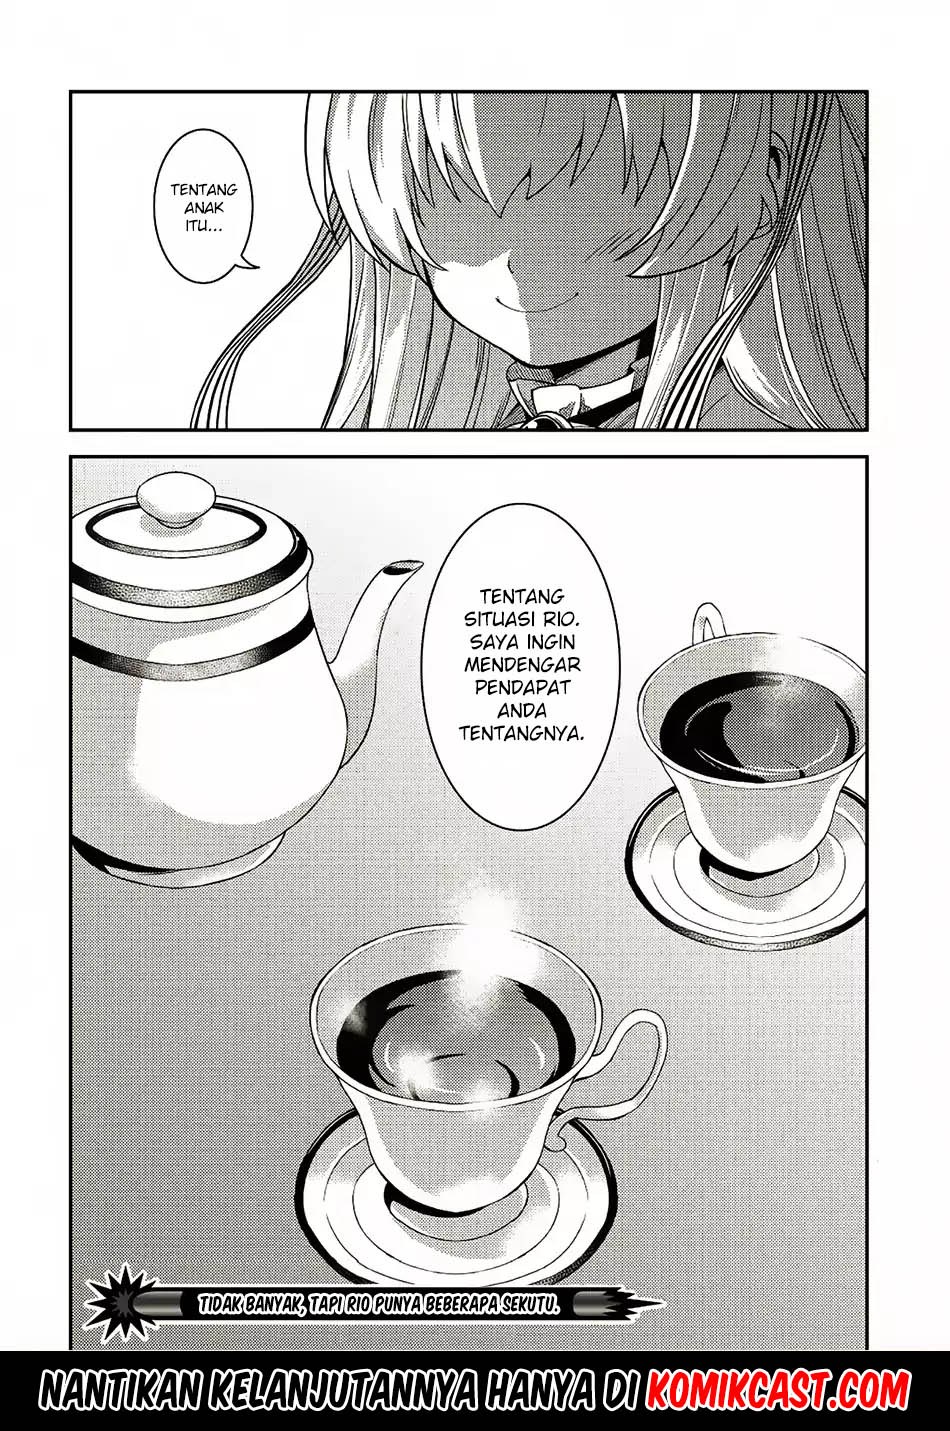 TENTANG
ANAK
ITU...
TENTANG
SITUASI RIO.
SAYA INGIN
MENDENGAR
PENDAPAT
ANDA
TENTANGNYA.
TIDAK BANYAK, TAPI RIO PUNYA BEBERAPA SEKUTU.
NANTIKAN KELANJUTANNYA HANYA DI KOMIKCAST.COM